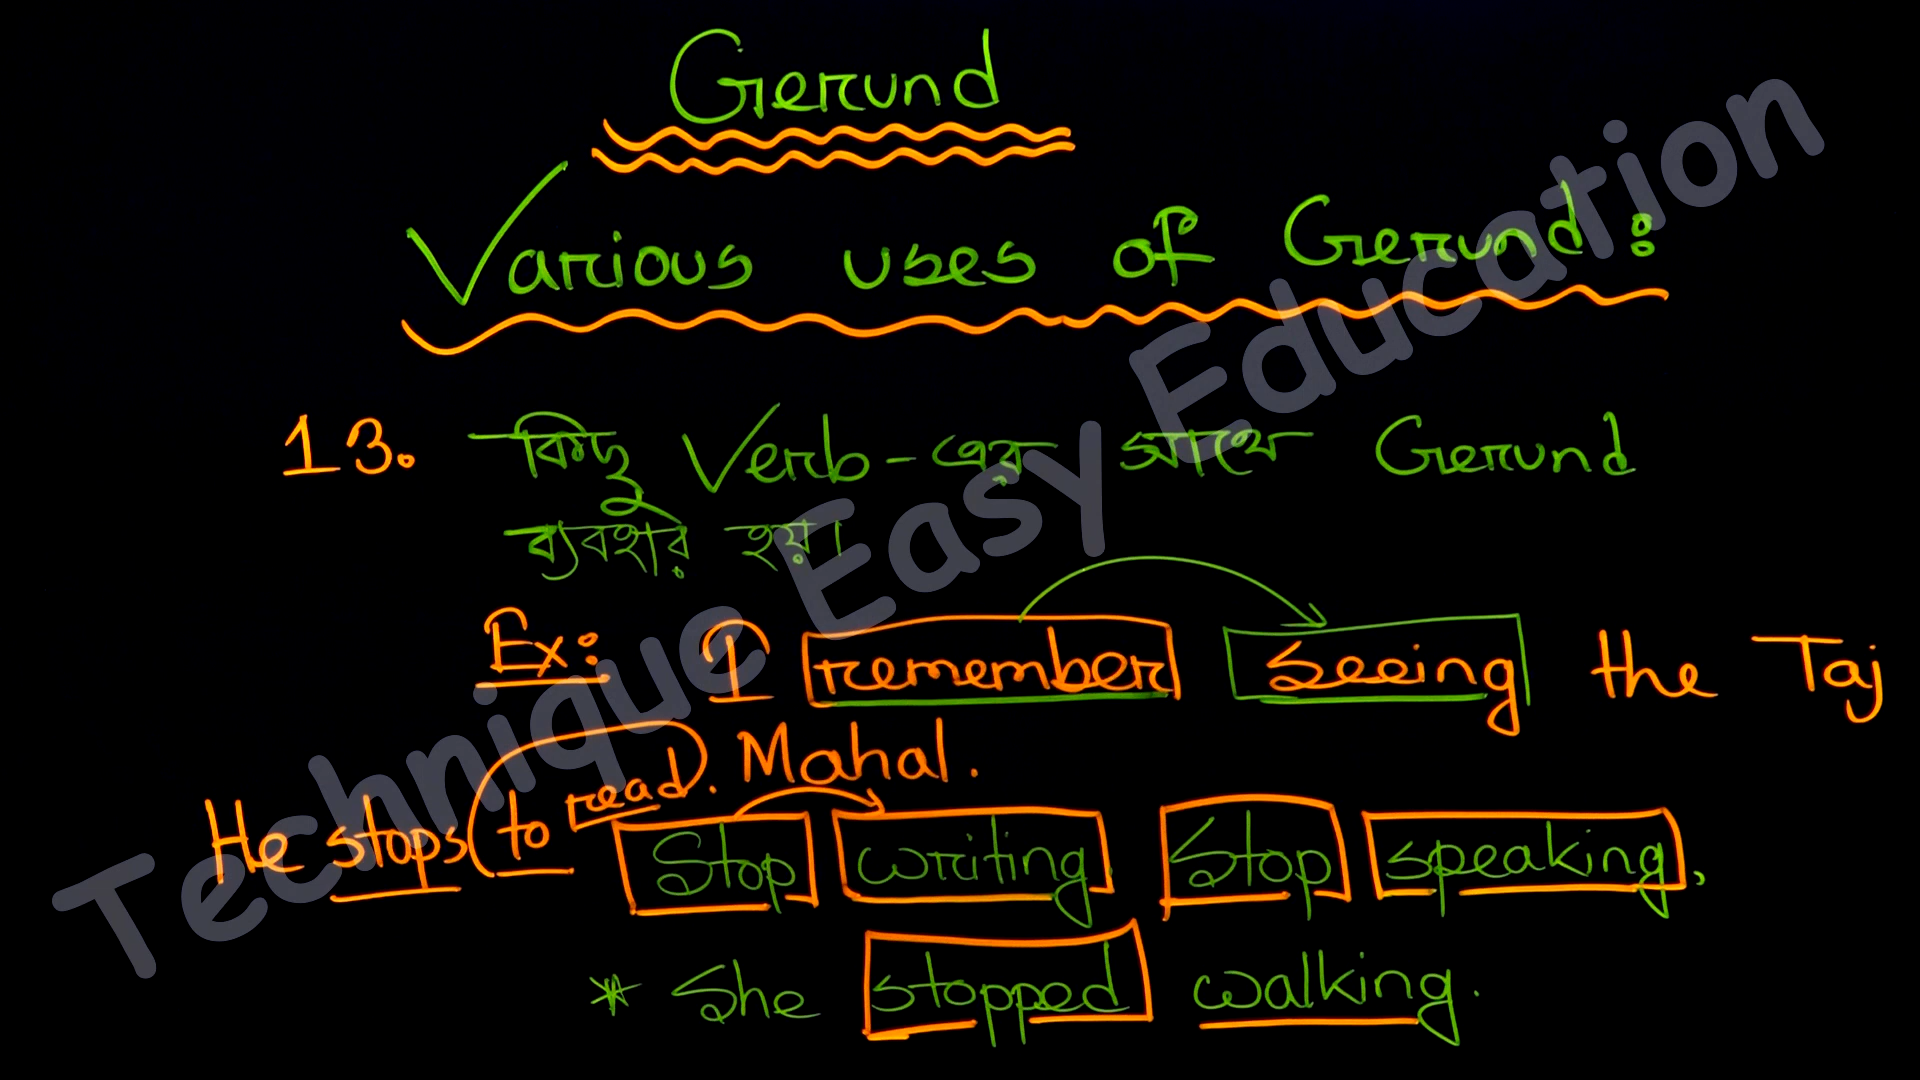 Gerund
Various uses of Gerund:
13. কিছু Verb-এর সাথে Gerund
ব্যবহার হয়।
Ex: I remember seeing the Taj
Mahal.
He stops to read.
Stop writing. Stop speaking,
* She stopped walking.
Technique Easy Education